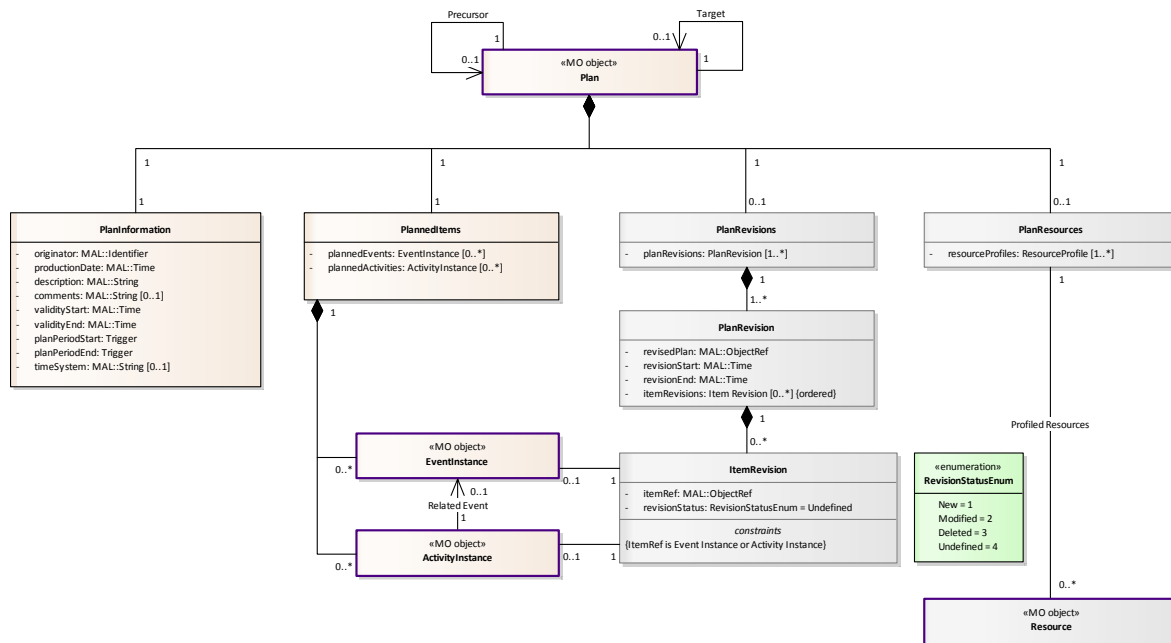 Precursor
Target
1
0..1
0..1
1
«MO object»
Plan
1
1
1
1
1
1
0..1
0..1
PlanInformation
- originator: MAL::Identifier
- productionDate: MAL::Time
- description: MAL::String
- comments: MAL::String [0..1]
- validityStart: MAL::Time
- validityEnd: MAL::Time
- planPeriodStart: Trigger
- planPeriodEnd: Trigger
- timeSystem: MAL::String [0..1]
PlannedItems
- plannedEvents: EventInstance [0..*]
- plannedActivities: ActivityInstance [0..*]
1
PlanRevisions
- planRevisions: PlanRevision [1..*]
1
1..*
PlanResources
- resourceProfiles: ResourceProfile [1..*]
1
PlanRevision
- revisedPlan: MAL::ObjectRef
- revisionStart: MAL::Time
- revisionEnd: MAL::Time
- itemRevisions: Item Revision [0..*] {ordered}
1
0..*
Profiled Resources
«MO object»
EventInstance
0..*
0..1
1
0..1
Related Event
1
«MO object»
ActivityInstance
0..*
0..1
1
ItemRevision
- itemRef: MAL::ObjectRef
- revisionStatus: RevisionStatusEnum = Undefined
constraints
{ItemRef is Event Instance or Activity Instance}
«enumeration»
RevisionStatusEnum
New = 1
Modified = 2
Deleted = 3
Undefined = 4
0..*
«MO object»
Resource